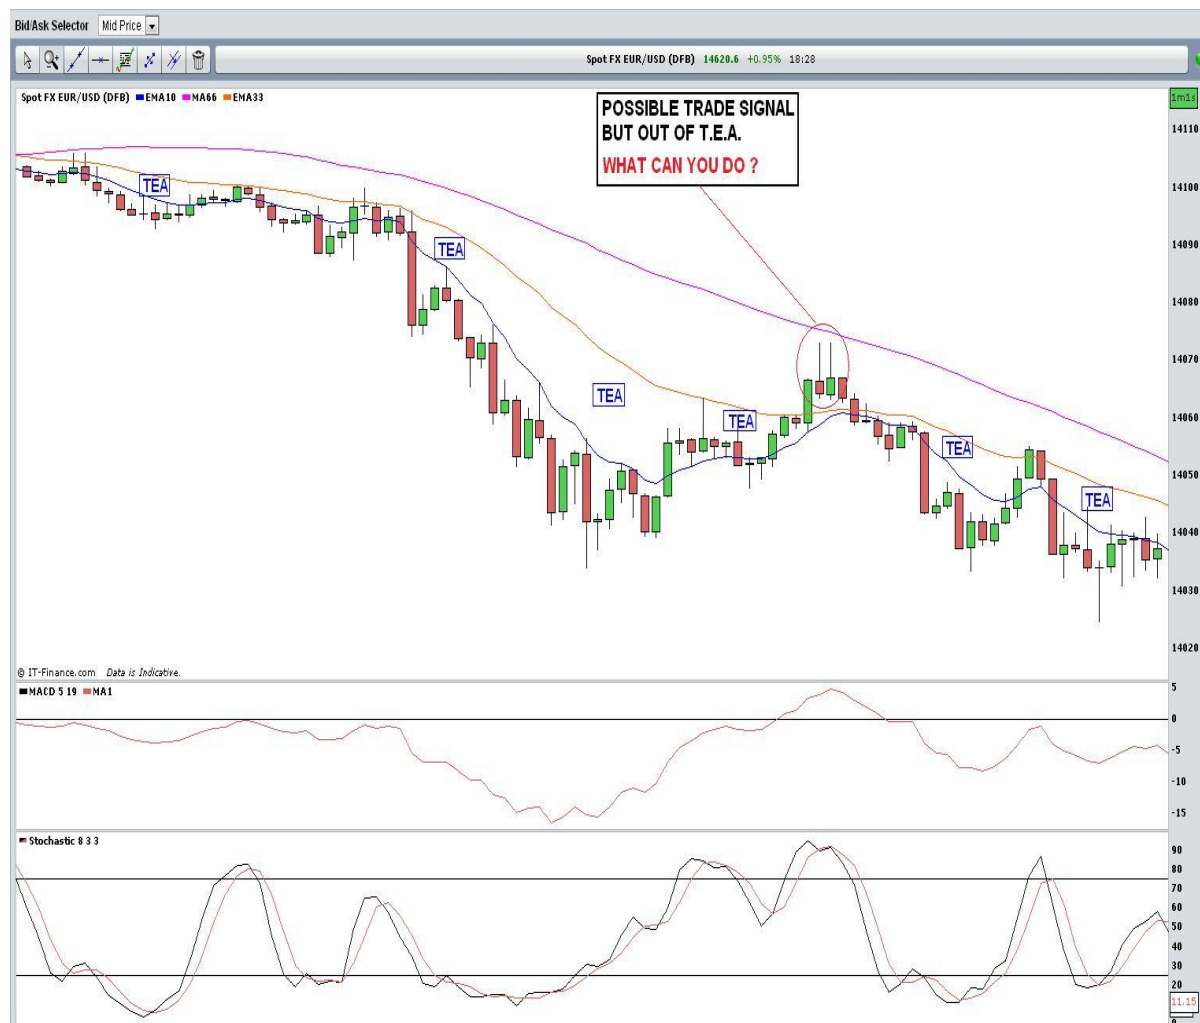 Bid/Ask Selector Mid Price
Spot FX EUR/USD (DFB) 14620.6 +0.95% 18:28
Spot FX EUR/USD (DFB) EMA10 MA66 EMA33
1m1s
POSSIBLE TRADE SIGNAL
BUT OUT OF T.E.A.
WHAT CAN YOU DO ?
14110
14100
14090
14080
14070
14060
14050
14040
14030
14020
TEA
TEA
TEA
TEA
TEA
TEA
© IT-Finance.com Data is Indicative.
MACD 5 19 MA1
5
0
-5
-10
-15
Stochastic 8 3 3
90
80
70
60
50
40
30
20
11.15
0